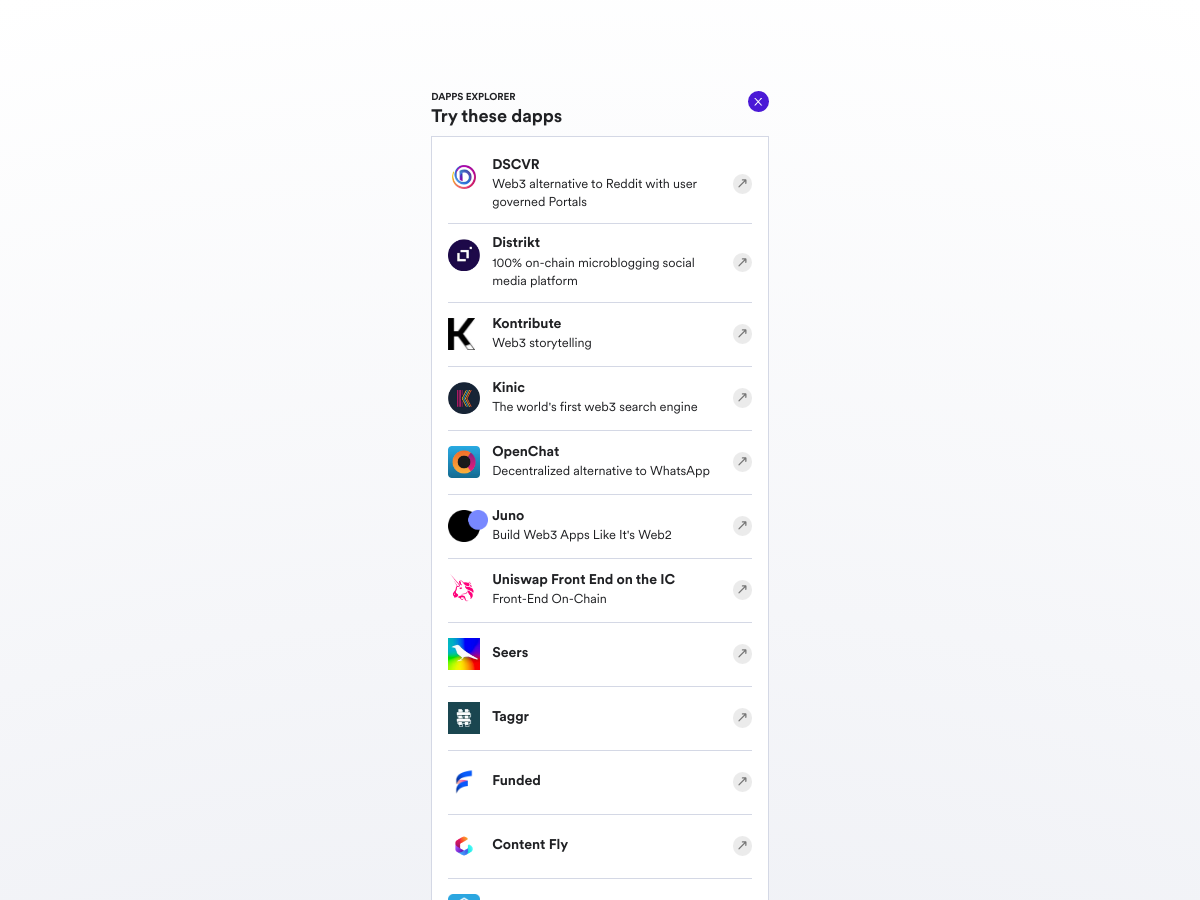 DAPPS EXPLORER
Try these dapps
DSCVR
Web3 alternative to Reddit with user
governed Portals
Distrikt
100% on-chain microblogging social
media platform
Kontribute
Web3 storytelling
Kinic
The world's first web3 search engine
OpenChat
Decentralized alternative to WhatsApp
Juno
Build Web3 Apps Like It's Web2
Uniswap Front End on the IC
Front-End On-Chain
Seers
Taggr
Funded
Content Fly